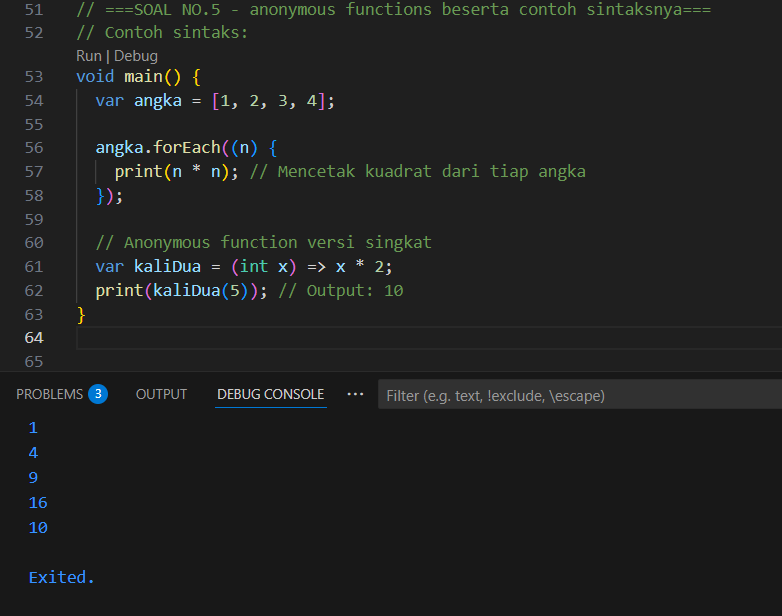 51 // ===SOAL NO.5 - anonymous functions beserta contoh sintaksnya===
52 // Contoh sintaks:
Run | Debug
53 void main() {
54   var angka = [1, 2, 3, 4];
55
56   angka.forEach((n) {
57     print(n * n); // Mencetak kuadrat dari tiap angka
58   });
59
60   // Anonymous function versi singkat
61   var kaliDua = (int x) => x * 2;
62   print(kaliDua(5)); // Output: 10
63 }
64
65
PROBLEMS 3 OUTPUT DEBUG CONSOLE ··· Filter (e.g. text, !exclude, \escape)
1
4
9
16
10
Exited.